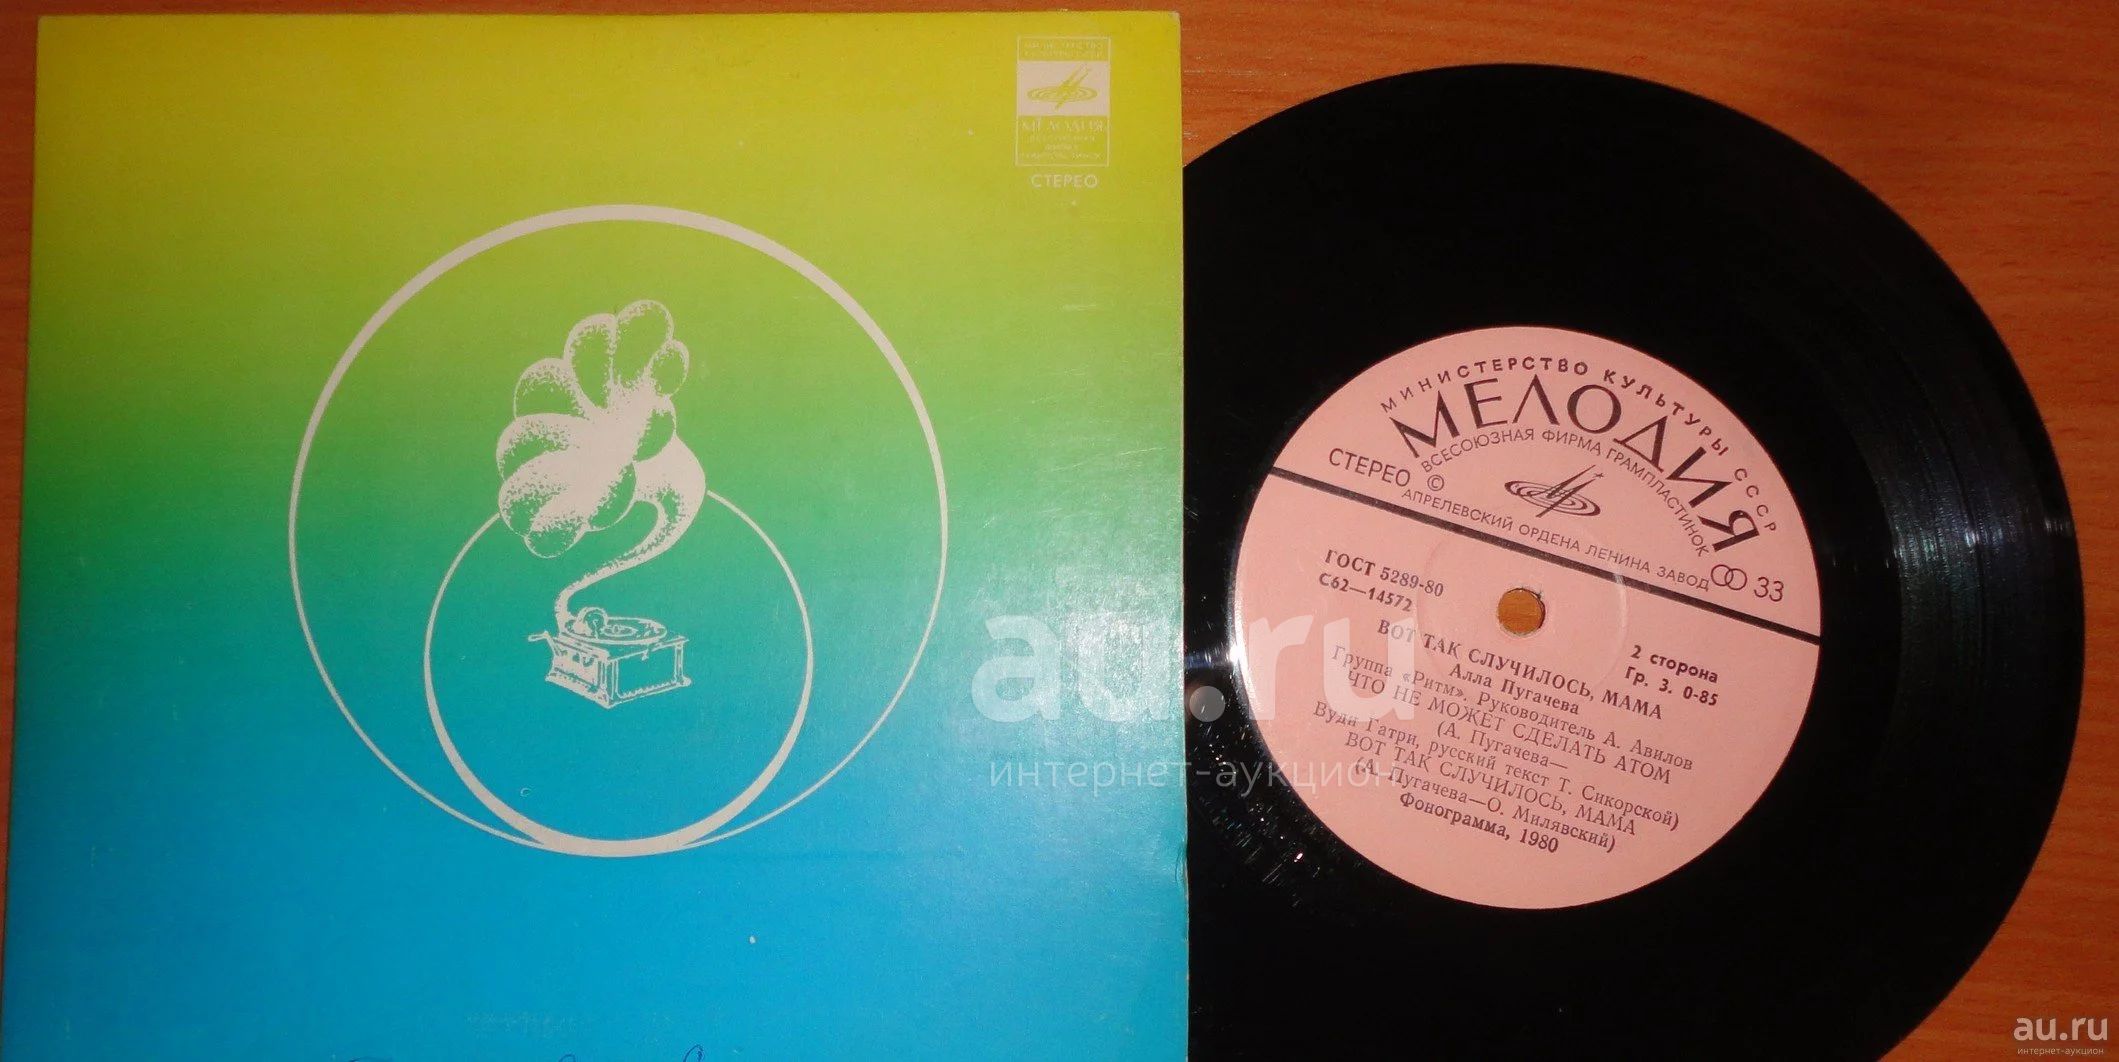 МЕЛОДИЯ
СТЕРЕО
МИНИСТЕРСТВО КУЛЬТУРЫ СССР
МЕЛОДИЯ
ВСЕСОЮЗНАЯ ФИРМА ГРАМПЛАСТИНОК
СТЕРЕО ©
АПРЕЛЕВСКИЙ ОРДЕНА ЛЕНИНА ЗАВОД
33
ГОСТ 5289-80
С62—14572
2 сторона
Гр. 3. 0-85
ВОТ ТАК СЛУЧИЛОСЬ, МАМА
Алла Пугачева
Группа «Ритм». Руководитель А. Авилов
ЧТО НЕ МОЖЕТ СДЕЛАТЬ АТОМ
(А. Пугачева—
Вуди Гатри, русский текст Т. Сикорской)
ВОТ ТАК СЛУЧИЛОСЬ, МАМА
(А. Пугачева—О. Милявский)
Фонограмма, 1980
au.ru
интернет-аукцион
au.ru
интернет-аукцион